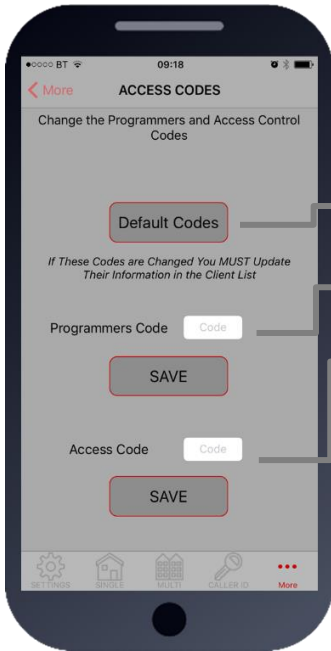 BT 09:18
More ACCESS CODES
Change the Programmers and Access Control
Codes
Default Codes
If These Codes are Changed You MUST Update
Their Information in the Client List
Programmers Code Code
SAVE
Access Code Code
SAVE
SETTINGS SINGLE MULTI CALLER ID More